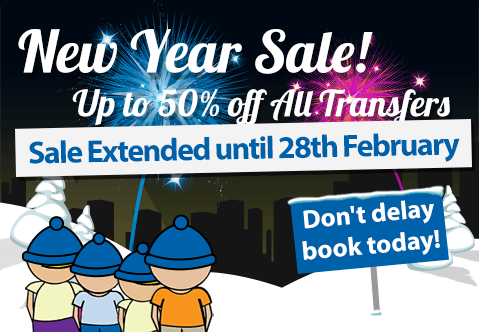 New Year Sale!
Up to 50% off All Transfers
Sale Extended until 28th February
Don't delay
book today!